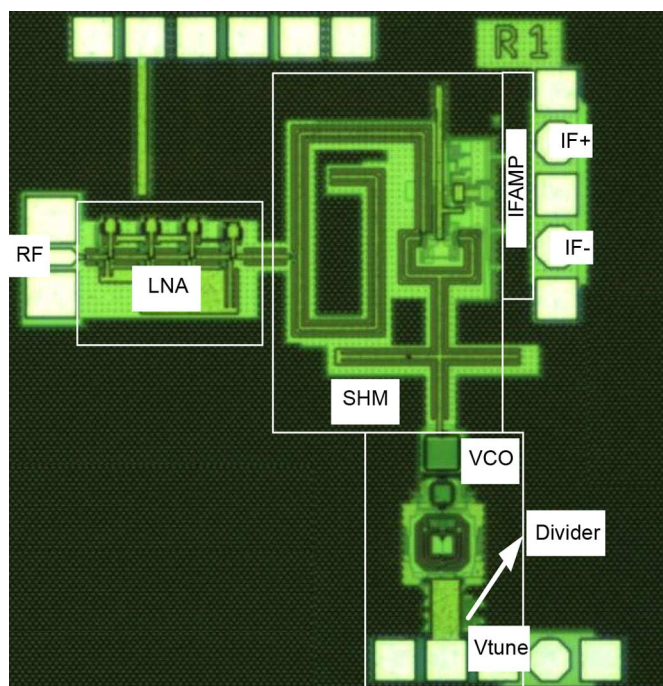 R1
IF+
IFAMP
IF-
RF
LNA
SHM
VCO
Divider
Vtune